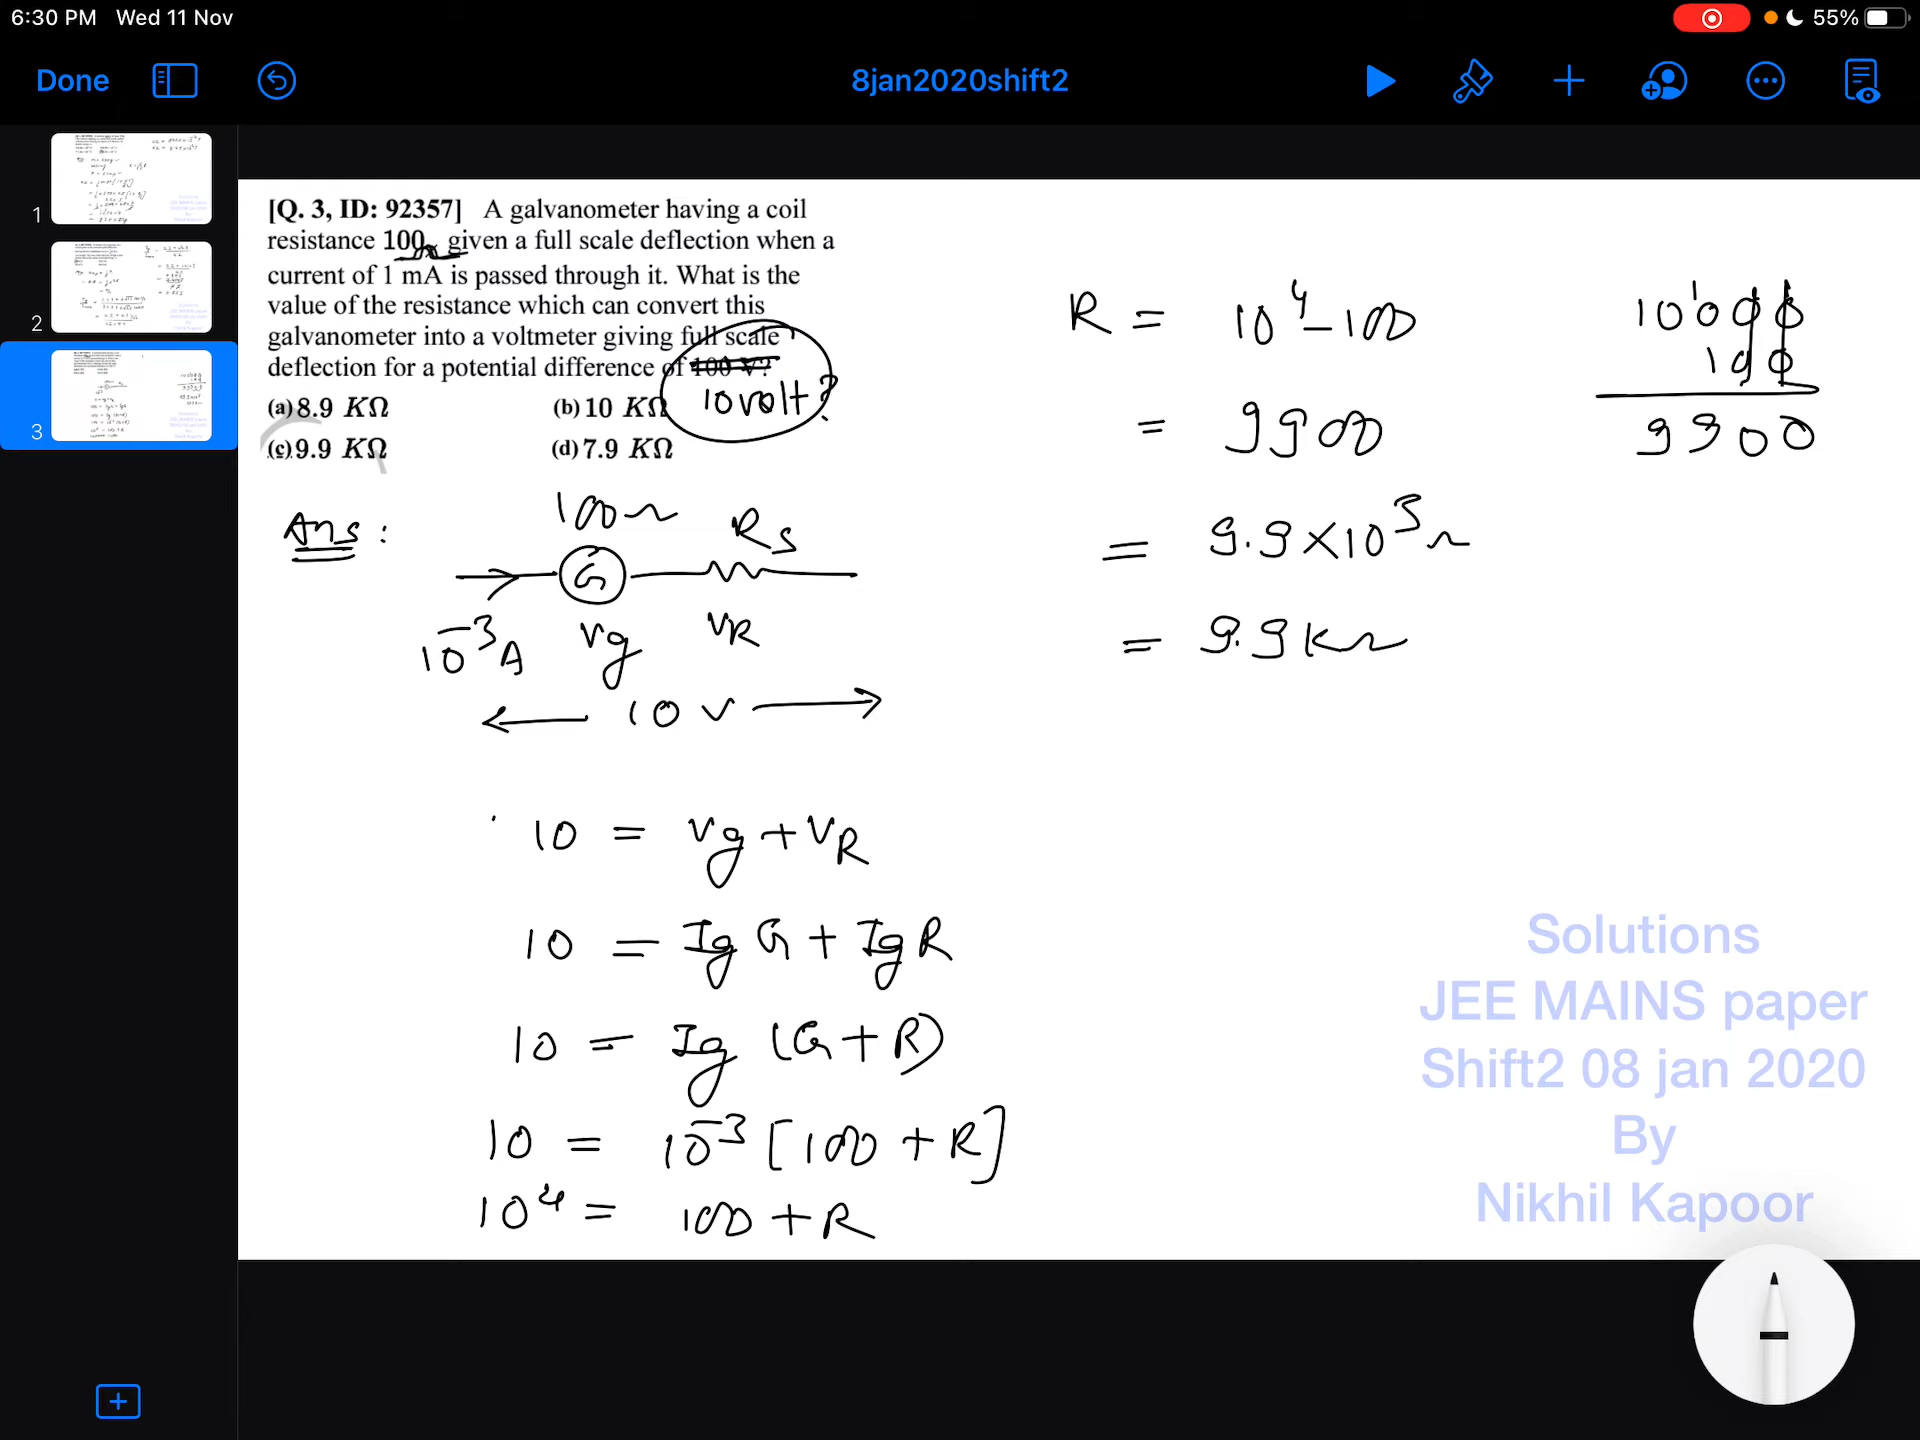 6:30 PM Wed 11 Nov
55%
Done
8jan2020shift2
1
2
3
[Q. 3, ID: 92357] A galvanometer having a coil
resistance 100Ω given a full scale deflection when a
current of 1 mA is passed through it. What is the
value of the resistance which can convert this
galvanometer into a voltmeter giving full scale
deflection for a potential difference of 100 V?
10 volt?
(a) 8.9 KΩ (b) 10 KΩ
(c) 9.9 KΩ (d) 7.9 KΩ
Ans:
100Ω Rs
G
10⁻³A Vg VR
10 V
10 = Vg + VR
10 = Ig G + Ig R
10 = Ig (G + R)
10 = 10⁻³ [100 + R]
10⁴ = 100 + R
R = 10⁴ - 100
= 9900
= 9.9 × 10³ Ω
= 9.9 KΩ
10000
100
9900
Solutions
JEE MAINS paper
Shift2 08 jan 2020
By
Nikhil Kapoor